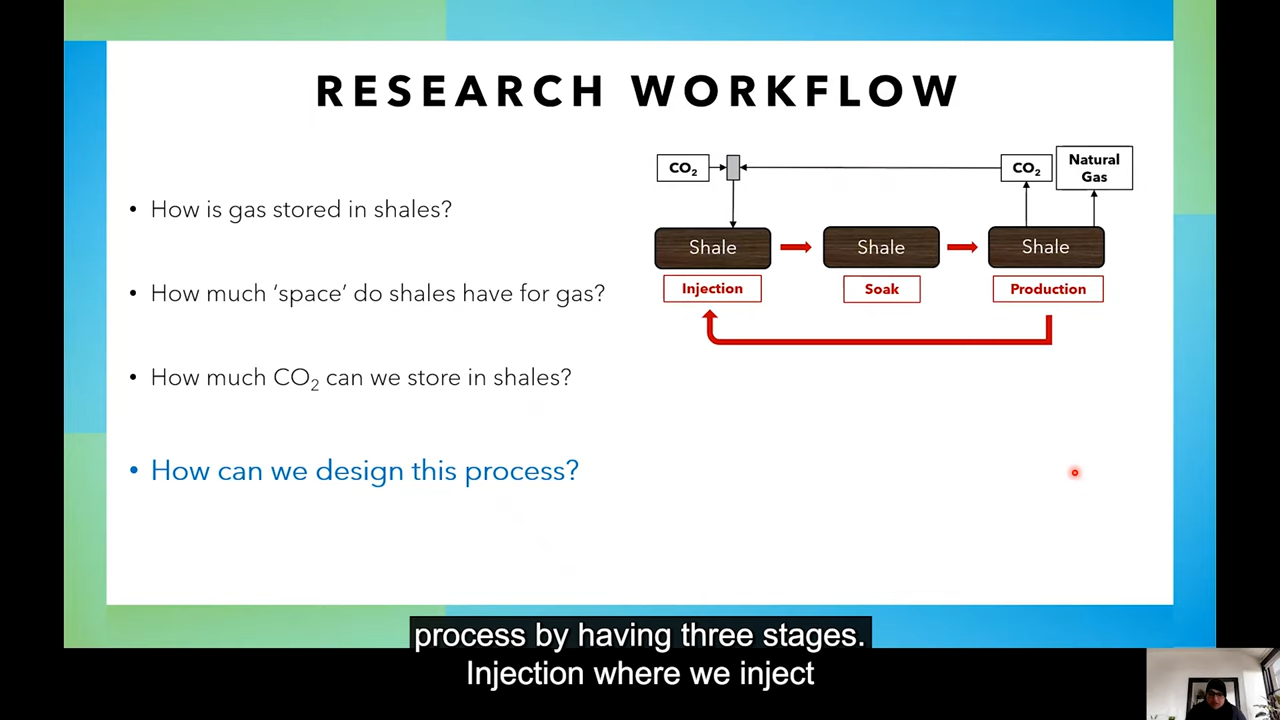 RESEARCH WORKFLOW
• How is gas stored in shales?
• How much ‘space’ do shales have for gas?
• How much CO₂ can we store in shales?
• How can we design this process?
CO₂
CO₂
Natural
Gas
Shale
Shale
Shale
Injection
Soak
Production
process by having three stages.
Injection where we inject